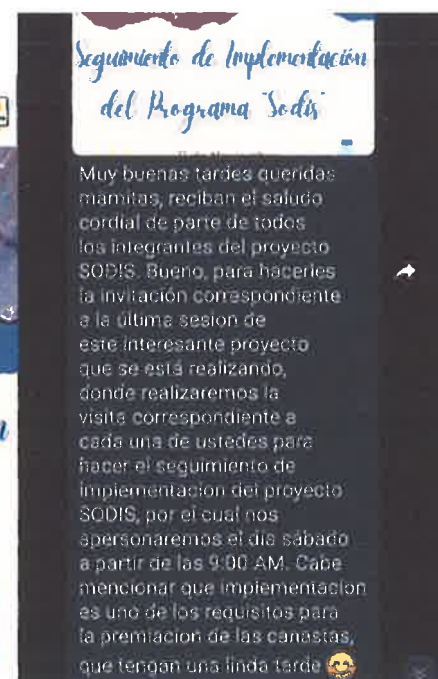 Seguimiento de Implementación
del Programa "Sodis"
Muy buenas tardes queridas
mamitas, reciban el saludo
cordial de parte de todos
los integrantes del proyecto
SODIS. Bueno, para hacerles
la invitación correspondiente
a la última sesion de
este interesante proyecto
que se está realizando,
donde realizaremos la
visita correspondiente a
cada una de ustedes para
hacer el seguimiento de
implementacion del proyecto
SODIS, por el cual nos
apersonaremos el dia sábado
a partir de las 9:00 AM. Cabe
mencionar que implementacion
es uno de los requisitos para
la premiacion de las canastas,
que tengan una linda tarde 😊